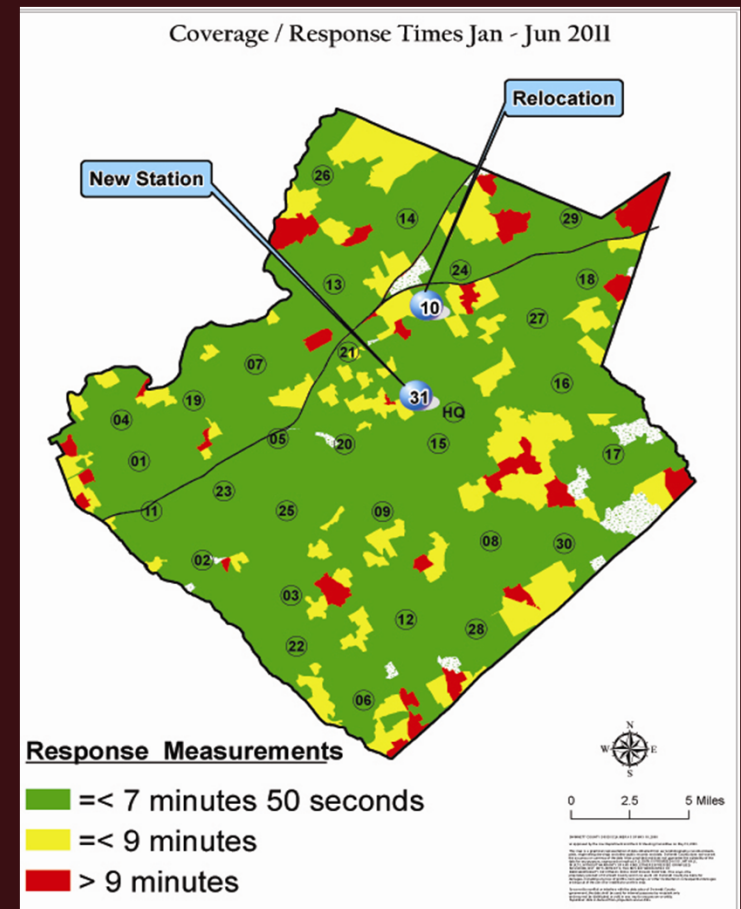 Coverage / Response Times Jan - Jun 2011
Relocation
New Station
26
14
29
24
13
18
10
27
21
07
16
31
19
HQ
04
05
20
15
17
01
23
11
25
09
08
30
02
03
12
28
22
06
N
W E
S
Response Measurements
=< 7 minutes 50 seconds
=< 9 minutes
> 9 minutes
0 2.5 5 Miles